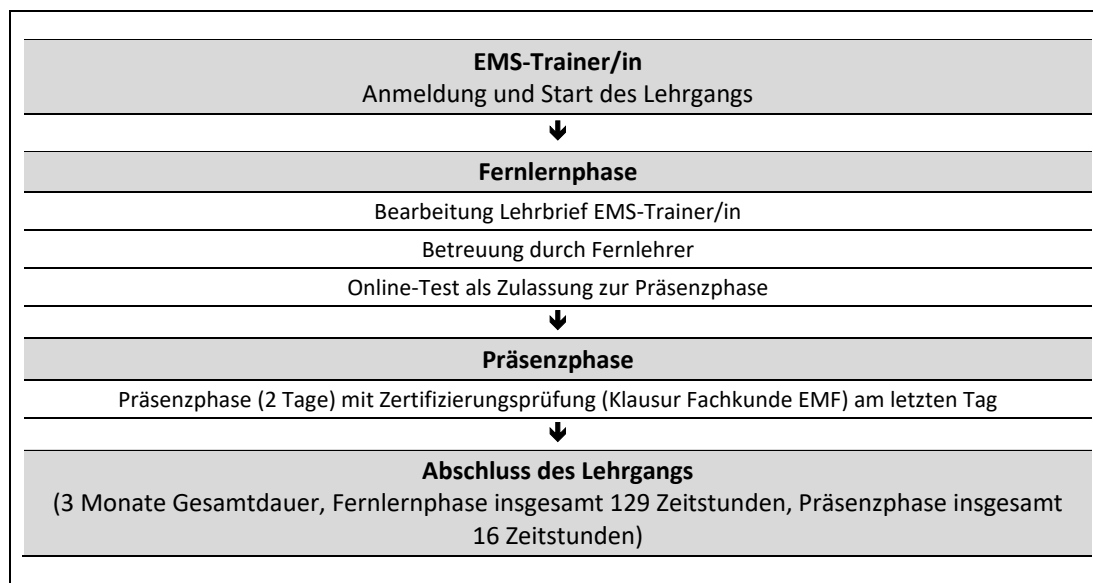 EMS-Trainer/in
Anmeldung und Start des Lehrgangs
🡻
Fernlernphase
Bearbeitung Lehrbrief EMS-Trainer/in
Betreuung durch Fernlehrer
Online-Test als Zulassung zur Präsenzphase
🡻
Präsenzphase
Präsenzphase (2 Tage) mit Zertifizierungsprüfung (Klausur Fachkunde EMF) am letzten Tag
🡻
Abschluss des Lehrgangs
(3 Monate Gesamtdauer, Fernlernphase insgesamt 129 Zeitstunden, Präsenzphase insgesamt
16 Zeitstunden)